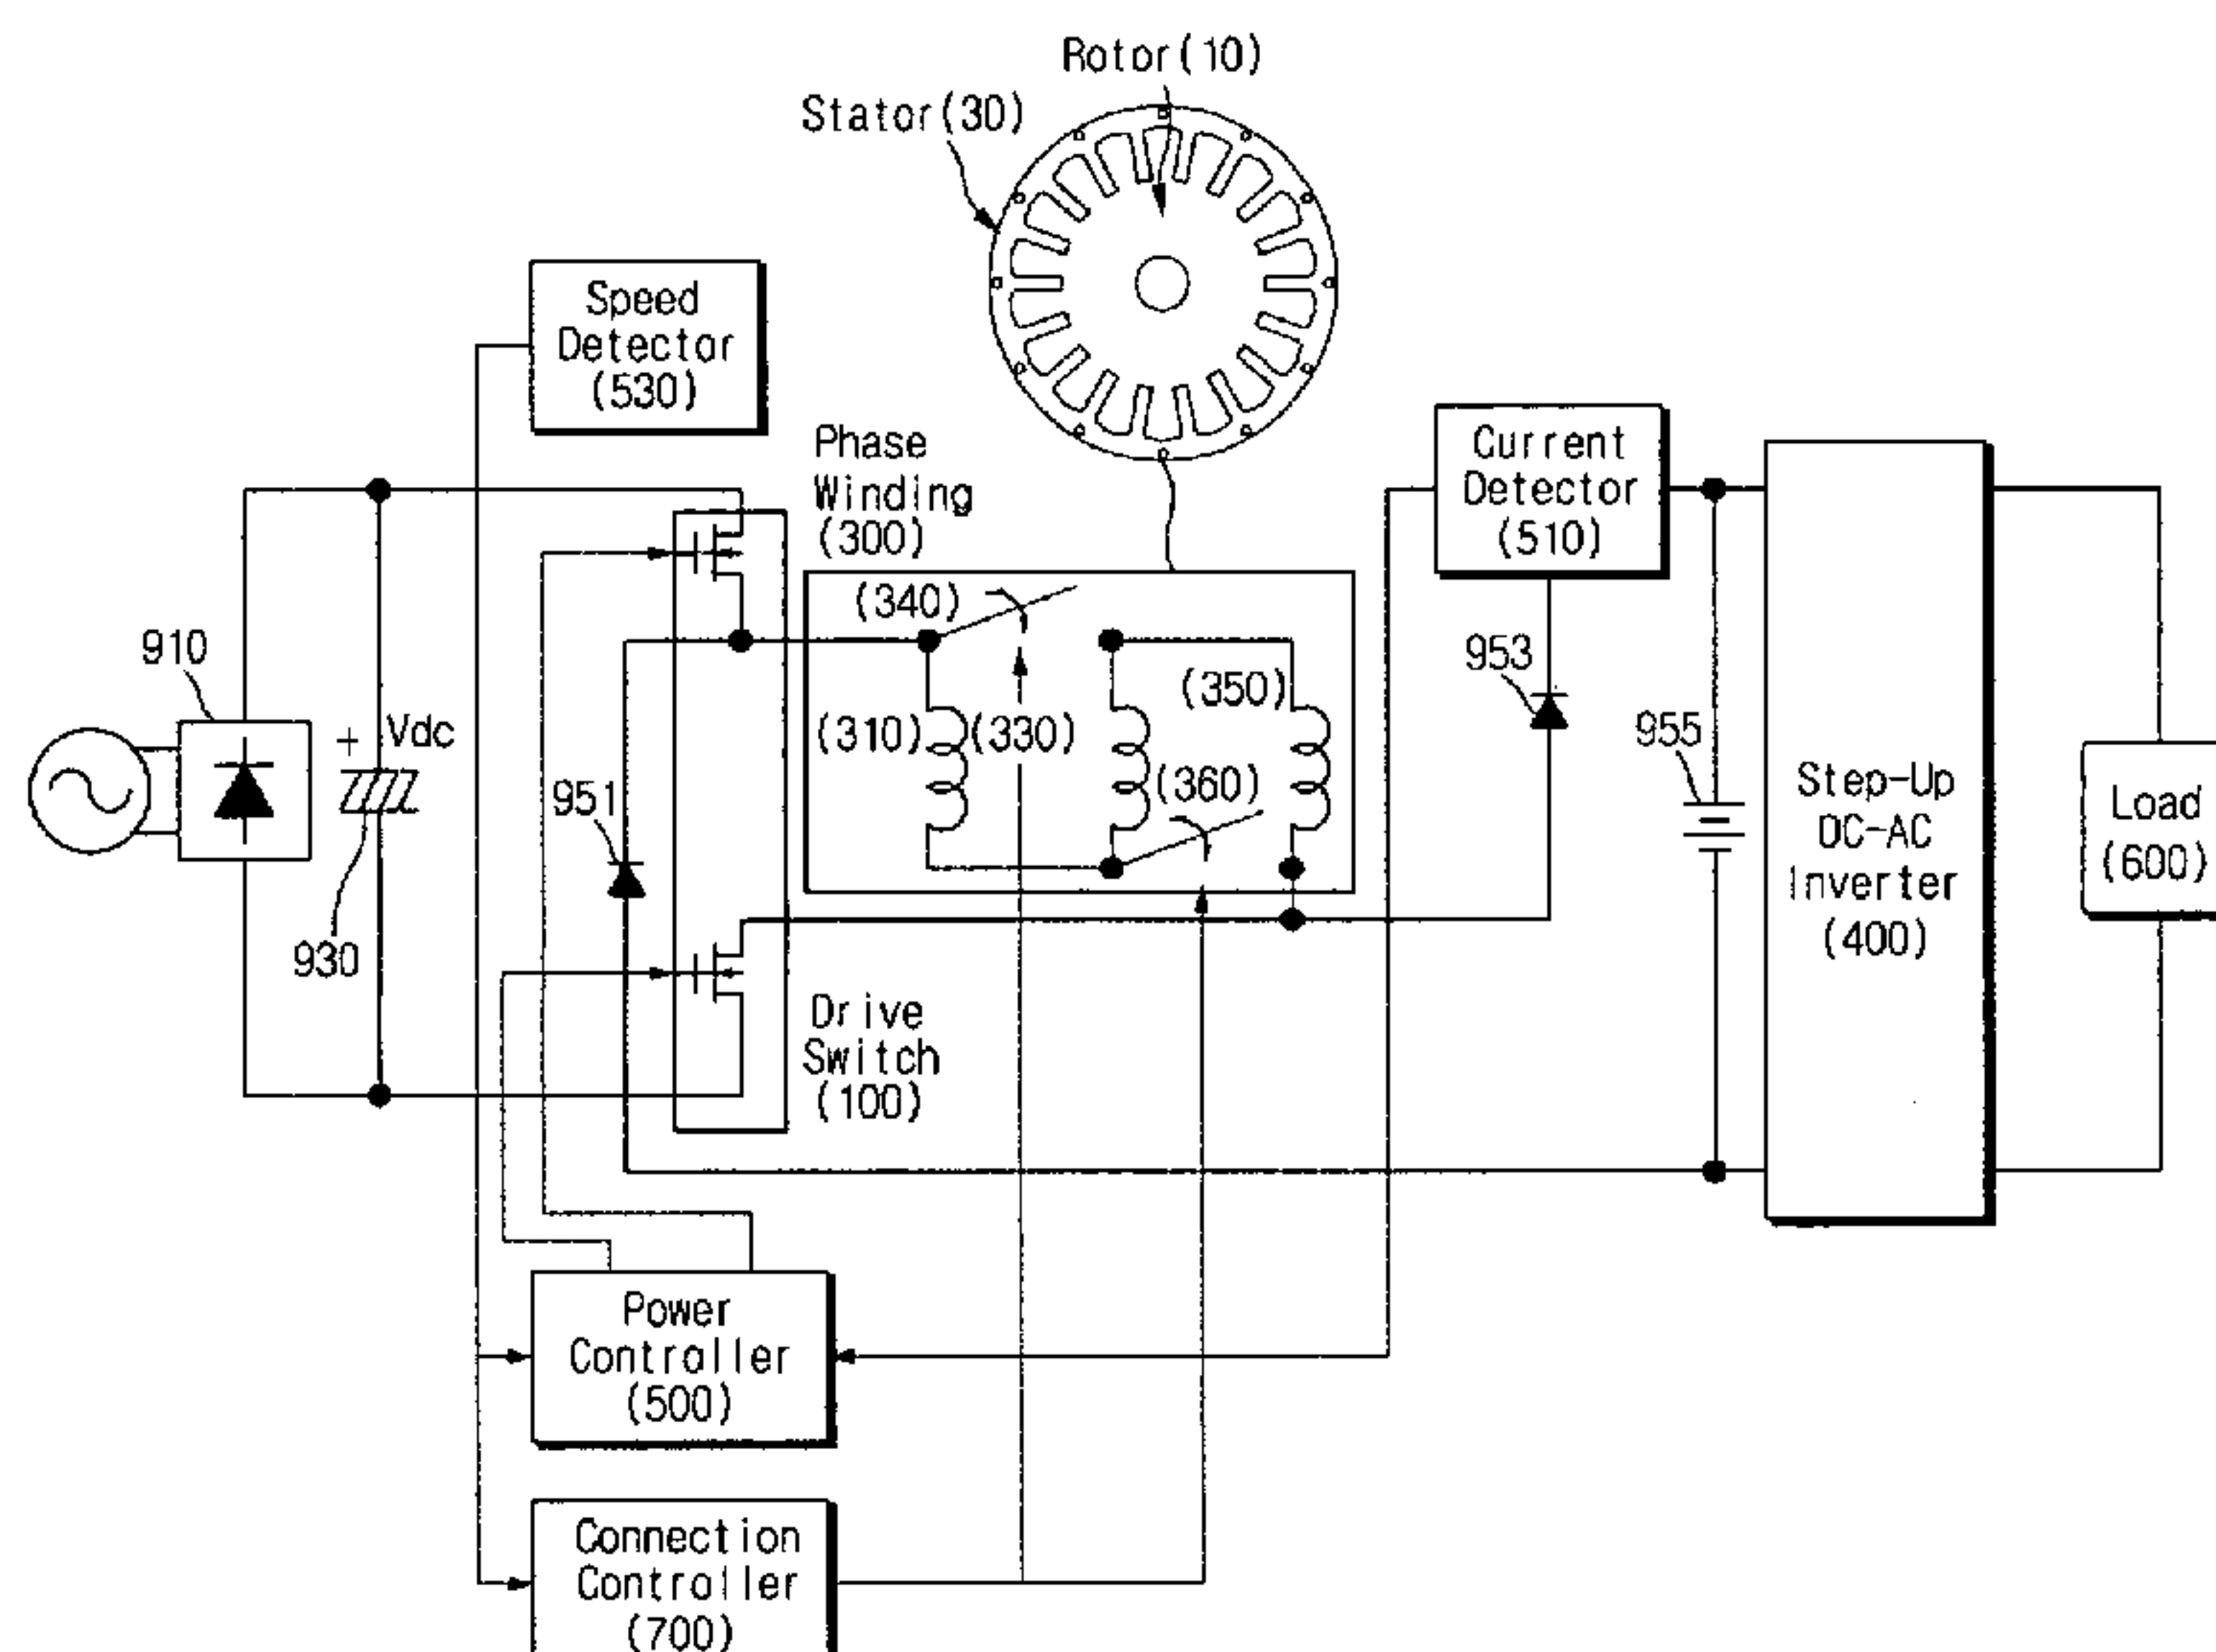 Rotor(10)
Stator(30)
Speed
Detector
(530)
Phase
Winding
(300)
Current
Detector
(510)
(340)
910
953
(350)
(310)
(330)
+ Vdc
955
951
(360)
Step-Up
DC-AC
Inverter
(400)
Load
(600)
930
Drive
Switch
(100)
Power
Controller
(500)
Connection
Controller
(700)